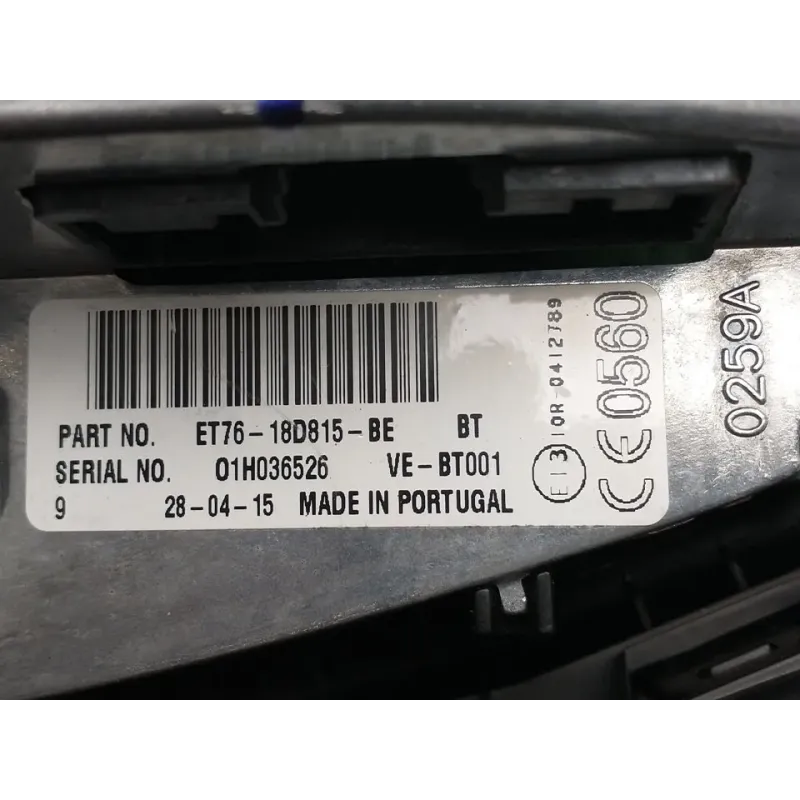 PART NO. ET76-18D815-BE BT
SERIAL NO. 01H036526 VE-BT001
9 28-04-15 MADE IN PORTUGAL
E13 10R-0412789
CE0560
0259A